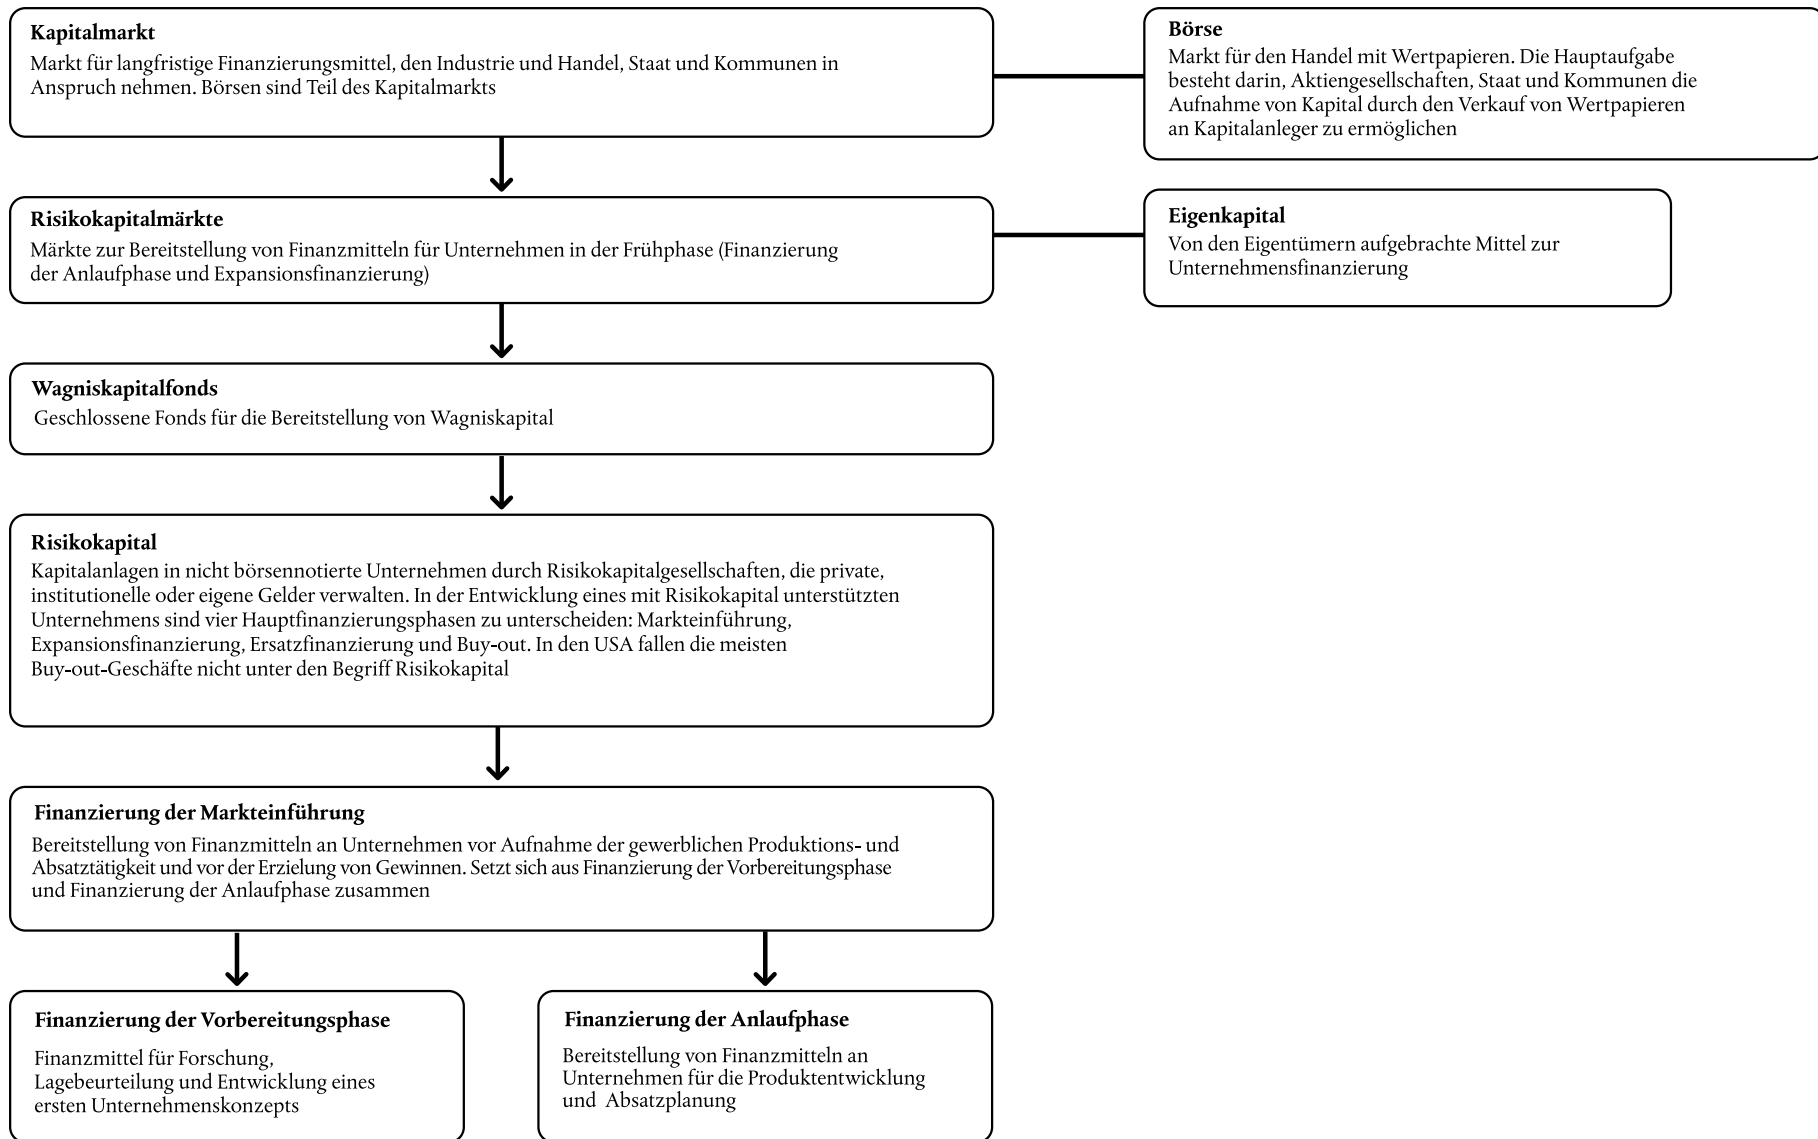 Kapitalmarkt
Markt für langfristige Finanzierungsmittel, den Industrie und Handel, Staat und Kommunen in
Anspruch nehmen. Börsen sind Teil des Kapitalmarkts
Börse
Markt für den Handel mit Wertpapieren. Die Hauptaufgabe
besteht darin, Aktiengesellschaften, Staat und Kommunen die
Aufnahme von Kapital durch den Verkauf von Wertpapieren
an Kapitalanleger zu ermöglichen
Risikokapitalmärkte
Märkte zur Bereitstellung von Finanzmitteln für Unternehmen in der Frühphase (Finanzierung
der Anlaufphase und Expansionsfinanzierung)
Eigenkapital
Von den Eigentümern aufgebrachte Mittel zur
Unternehmensfinanzierung
Wagniskapitalfonds
Geschlossene Fonds für die Bereitstellung von Wagniskapital
Risikokapital
Kapitalanlagen in nicht börsennotierte Unternehmen durch Risikokapitalgesellschaften, die private,
institutionelle oder eigene Gelder verwalten. In der Entwicklung eines mit Risikokapital unterstützten
Unternehmens sind vier Hauptfinanzierungsphasen zu unterscheiden: Markteinführung,
Expansionsfinanzierung, Ersatzfinanzierung und Buy-out. In den USA fallen die meisten
Buy-out-Geschäfte nicht unter den Begriff Risikokapital
Finanzierung der Markteinführung
Bereitstellung von Finanzmitteln an Unternehmen vor Aufnahme der gewerblichen Produktions- und
Absatztätigkeit und vor der Erzielung von Gewinnen. Setzt sich aus Finanzierung der Vorbereitungsphase
und Finanzierung der Anlaufphase zusammen
Finanzierung der Vorbereitungsphase
Finanzmittel für Forschung,
Lagebeurteilung und Entwicklung eines
ersten Unternehmenskonzepts
Finanzierung der Anlaufphase
Bereitstellung von Finanzmitteln an
Unternehmen für die Produktentwicklung
und Absatzplanung